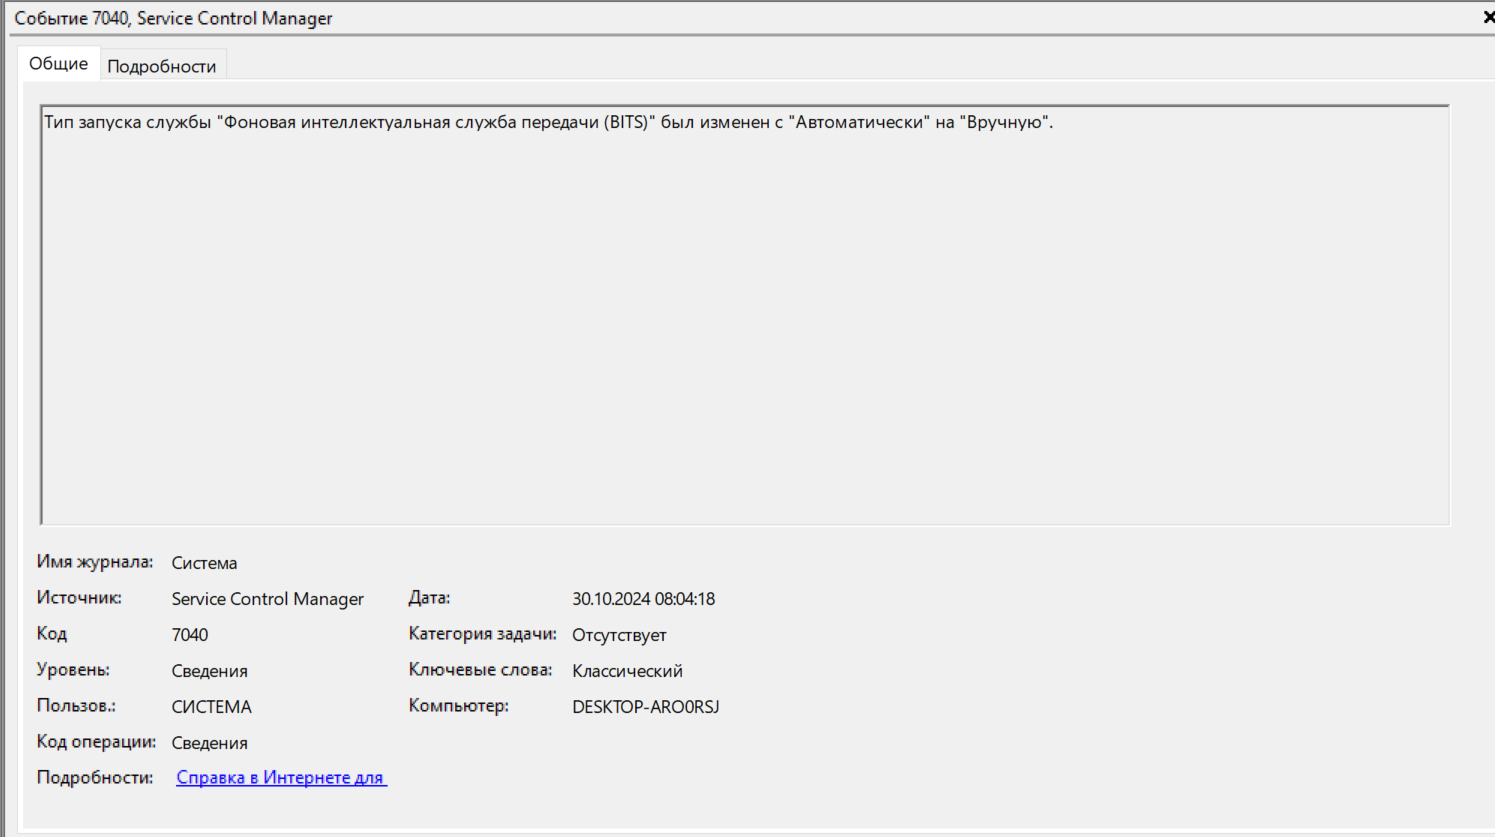 Событие 7040, Service Control Manager
Общие Подробности
Тип запуска службы "Фоновая интеллектуальная служба передачи (BITS)" был изменен с "Автоматически" на "Вручную".
Имя журнала: Система
Источник: Service Control Manager Дата: 30.10.2024 08:04:18
Код 7040 Категория задачи: Отсутствует
Уровень: Сведения Ключевые слова: Классический
Пользов.: СИСТЕМА Компьютер: DESKTOP-ARO0RSJ
Код операции: Сведения
Подробности: Справка в Интернете для